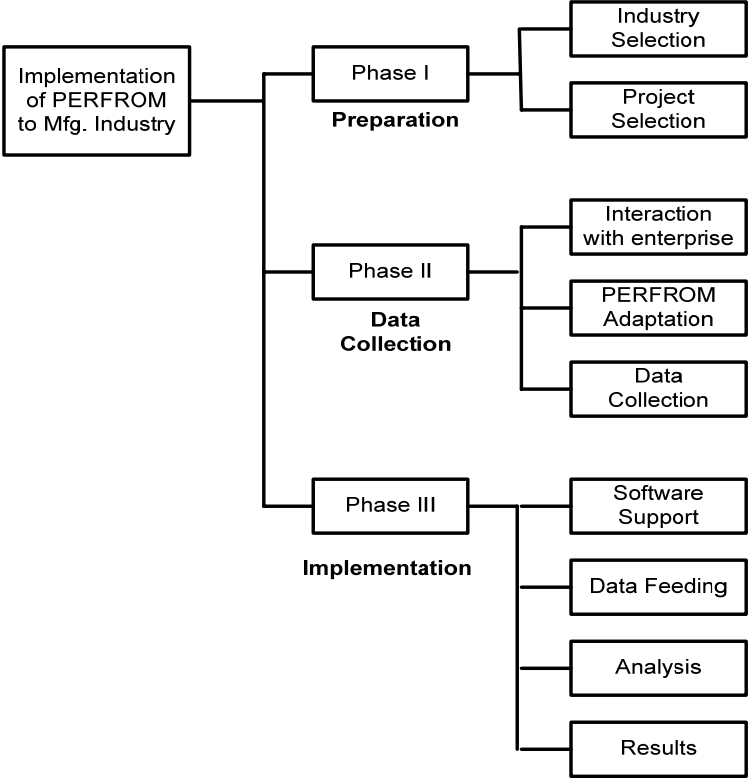 Implementation
of PERFROM
to Mfg. Industry
Phase I
Preparation
Industry
Selection
Project
Selection
Phase II
Data
Collection
Interaction
with enterprise
PERFROM
Adaptation
Data
Collection
Phase III
Implementation
Software
Support
Data Feeding
Analysis
Results